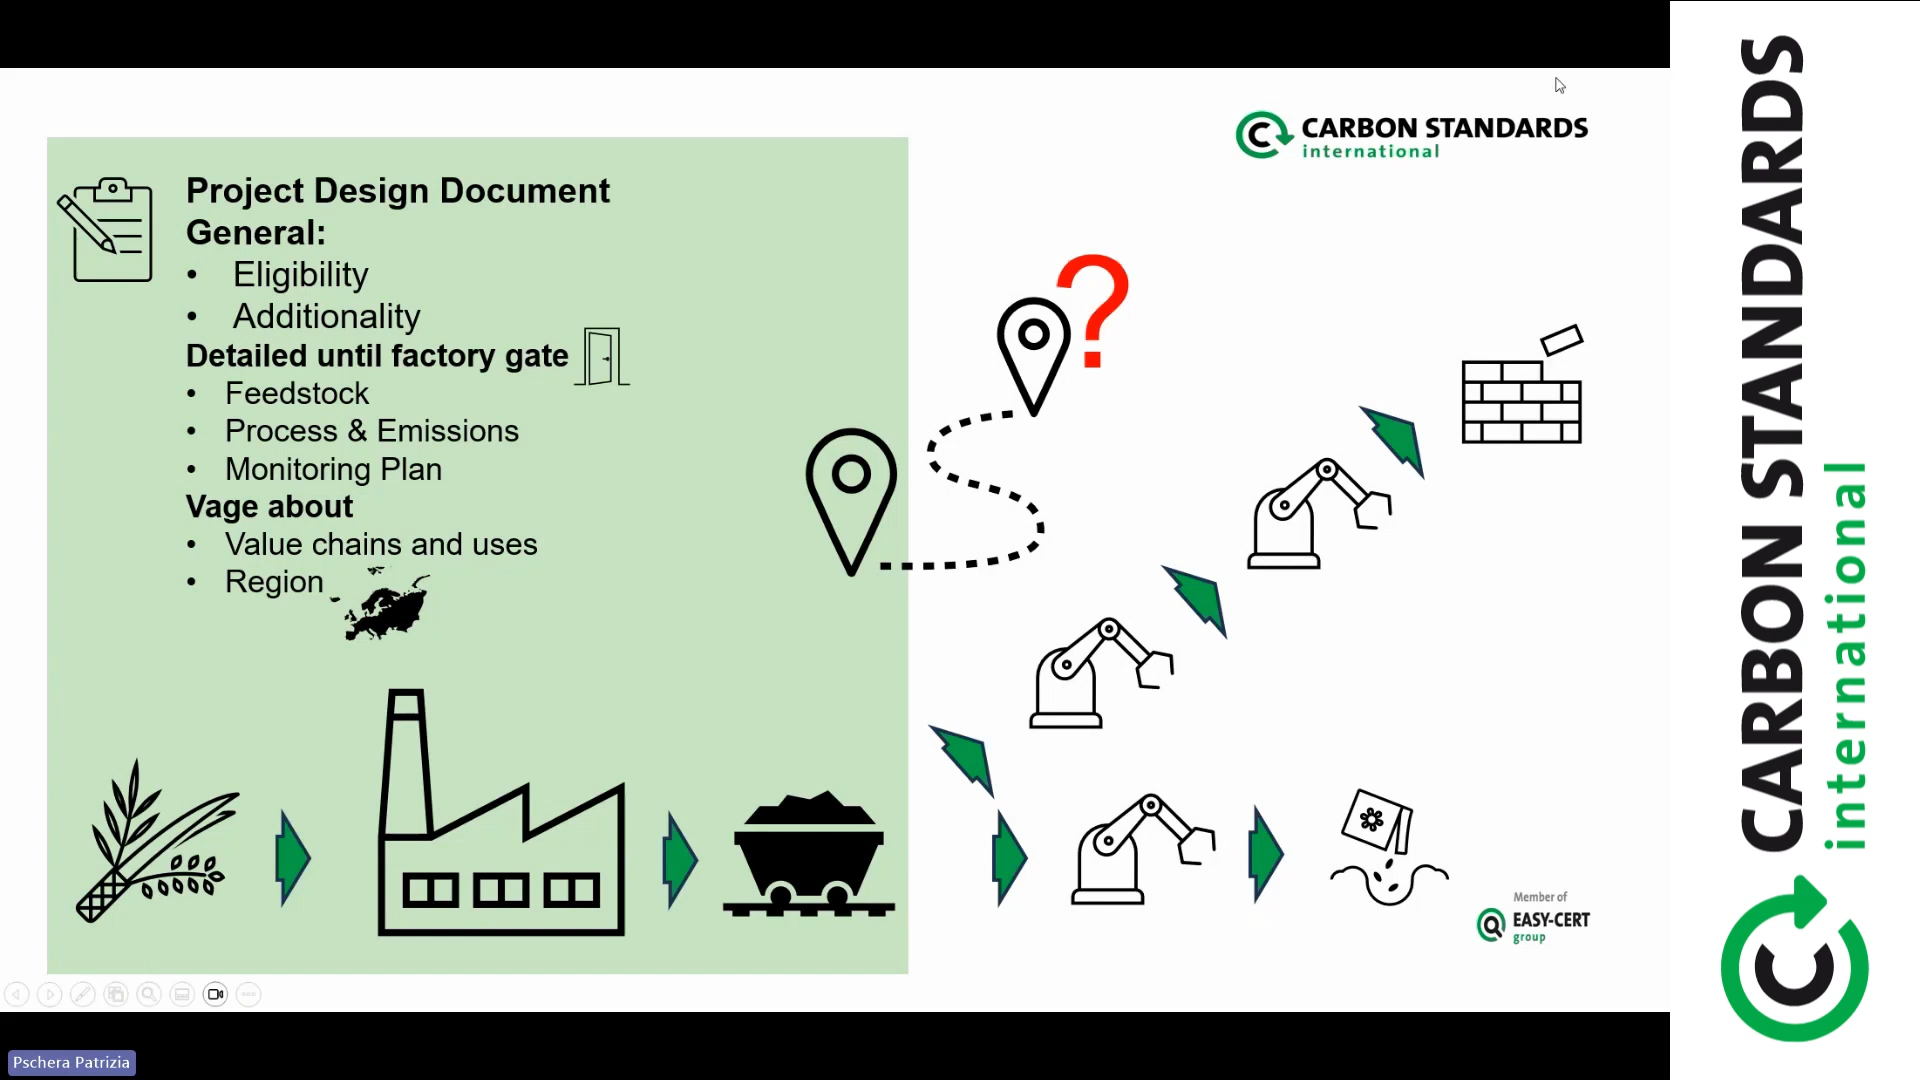 CARBON STANDARDS
international
Project Design Document
General:
• Eligibility
• Additionality
Detailed until factory gate
• Feedstock
• Process & Emissions
• Monitoring Plan
Vage about
• Value chains and uses
• Region
?
Member of
EASY-CERT
group
CARBON STANDARDS
international
Pschera Patrizia